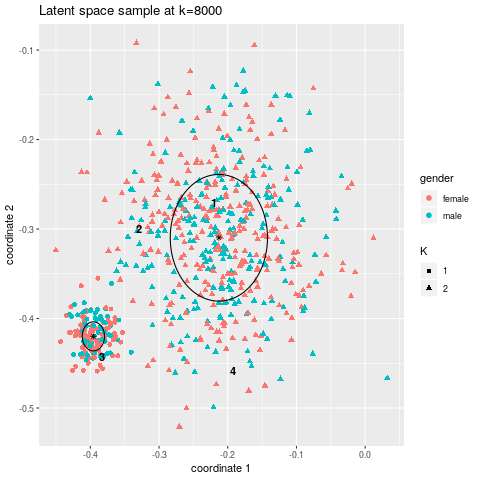 Latent space sample at k=8000
coordinate 2
-0.1
-0.2
-0.3
-0.4
-0.5
1
2
3
4
-0.4
-0.3
-0.2
-0.1
0.0
coordinate 1
gender
female
male
K
1
2